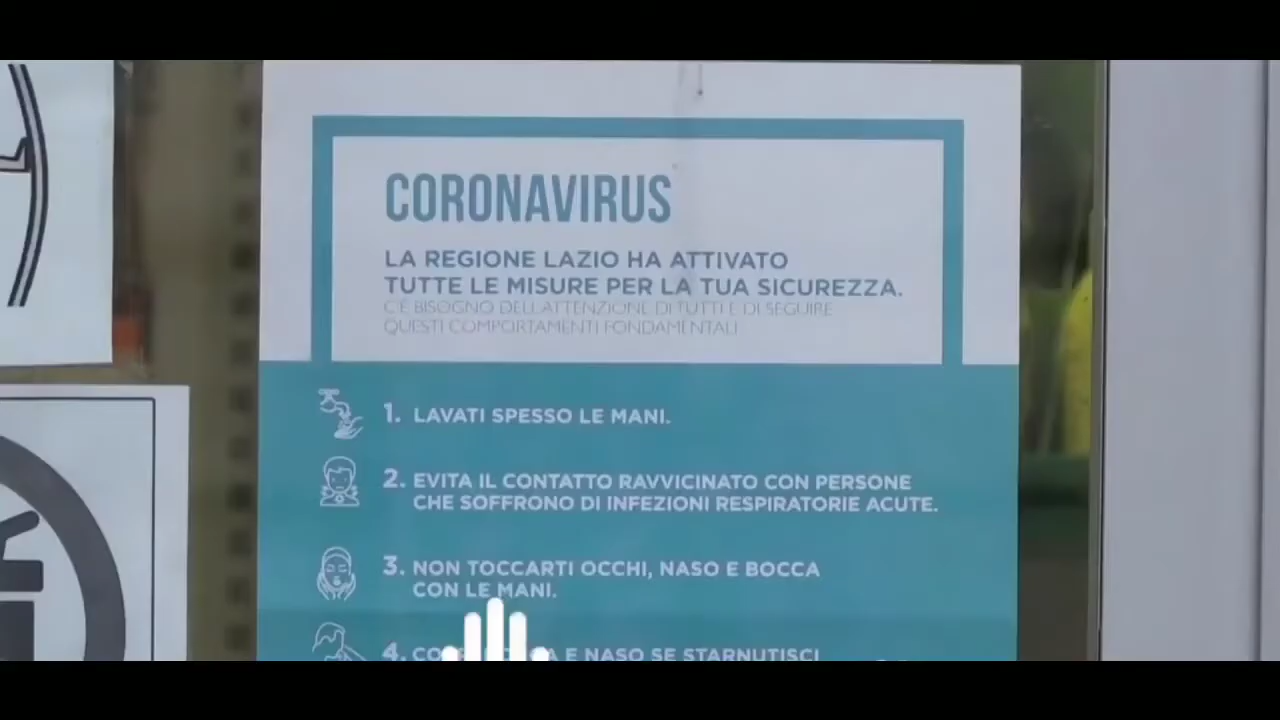 CORONAVIRUS
LA REGIONE LAZIO HA ATTIVATO
TUTTE LE MISURE PER LA TUA SICUREZZA.
C'È BISOGNO DELL'ATTENZIONE DI TUTTI E DI SEGUIRE
QUESTI COMPORTAMENTI FONDAMENTALI
1. LAVATI SPESSO LE MANI.
2. EVITA IL CONTATTO RAVVICINATO CON PERSONE
CHE SOFFRONO DI INFEZIONI RESPIRATORIE ACUTE.
3. NON TOCCARTI OCCHI, NASO E BOCCA
CON LE MANI.
4. E NASO SE STARNUTISCI